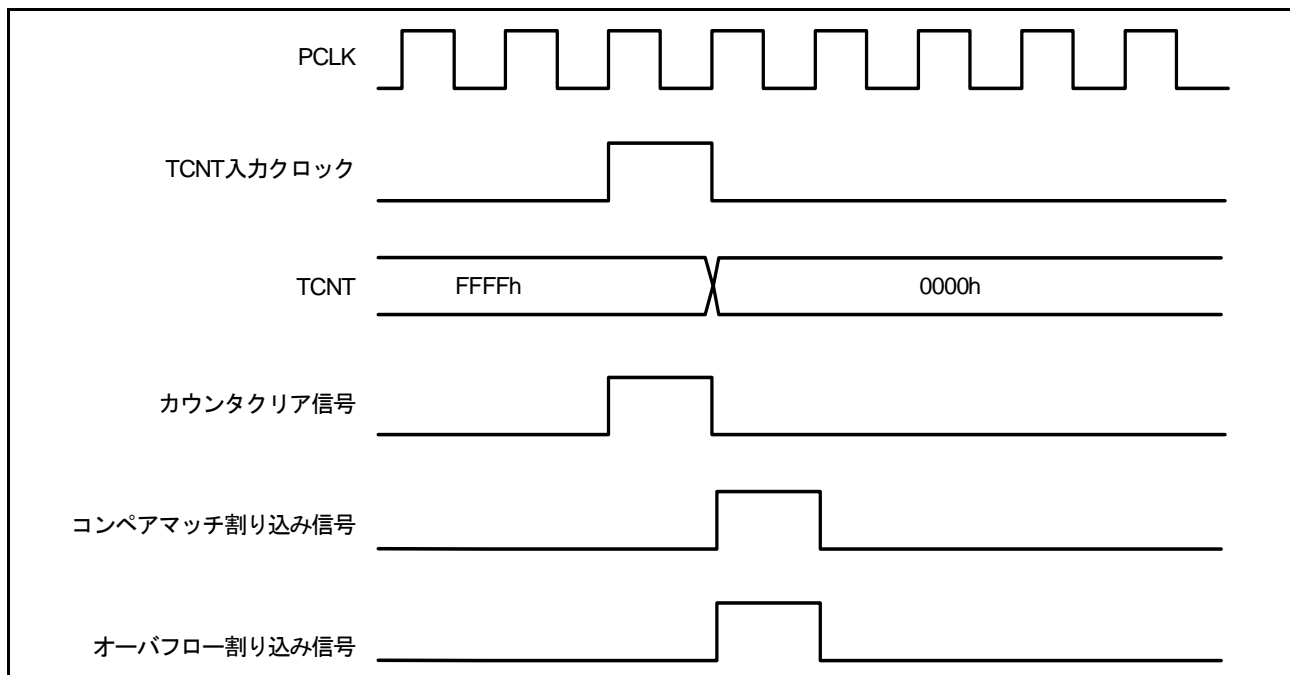 PCLK
TCNT入力クロック
TCNT
FFFFh
0000h
カウンタクリア信号
コンペアマッチ割り込み信号
オーバフロー割り込み信号